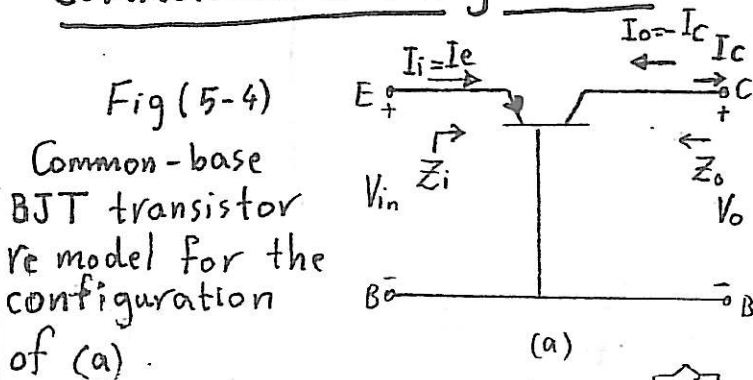 Io=-Ic
Ic
Ii=Ie
Fig (5-4)
E
C
+
+
Common-base
BJT transistor
Vin
Zi
Zo
Vo
re model for the
configuration
B
-
-
B
of (a).
(a)